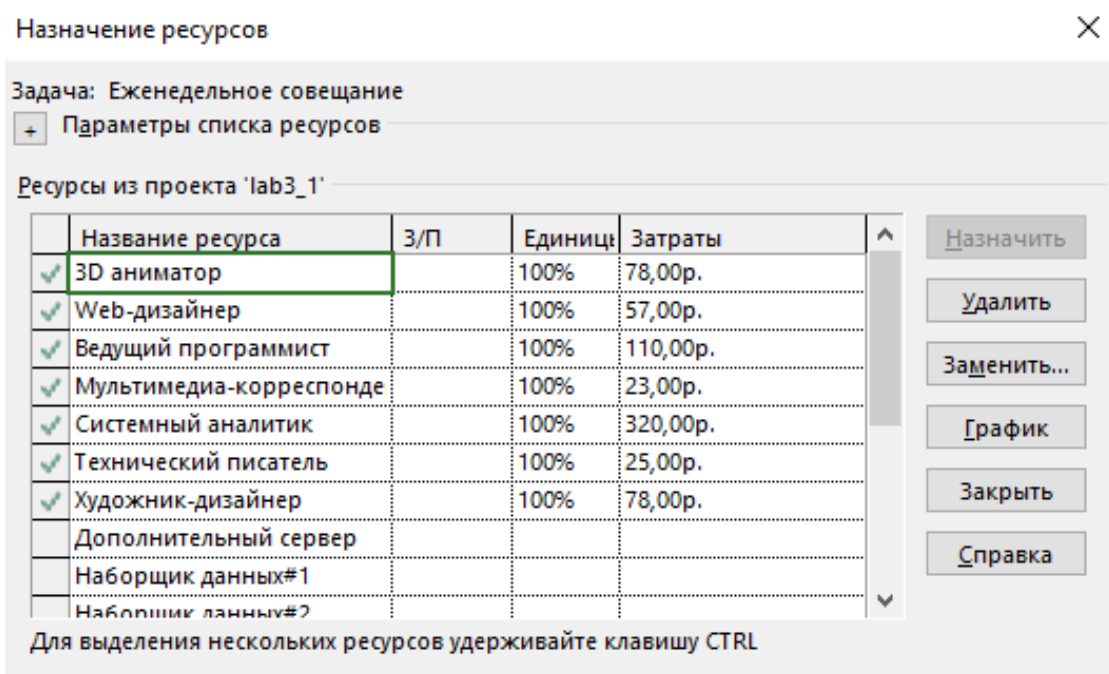 Назначение ресурсов
Задача: Еженедельное совещание
+ Параметры списка ресурсов
Ресурсы из проекта 'lab3_1'
Название ресурса З/П Единицы Затраты
3D аниматор 100% 78,00р.
Web-дизайнер 100% 57,00р.
Ведущий программист 100% 110,00р.
Мультимедиа-корреспонде 100% 23,00р.
Системный аналитик 100% 320,00р.
Технический писатель 100% 25,00р.
Художник-дизайнер 100% 78,00р.
Дополнительный сервер
Наборщик данных#1
Наборщик данных#2
Назначить
Удалить
Заменить...
График
Закрыть
Справка
Для выделения нескольких ресурсов удерживайте клавишу CTRL